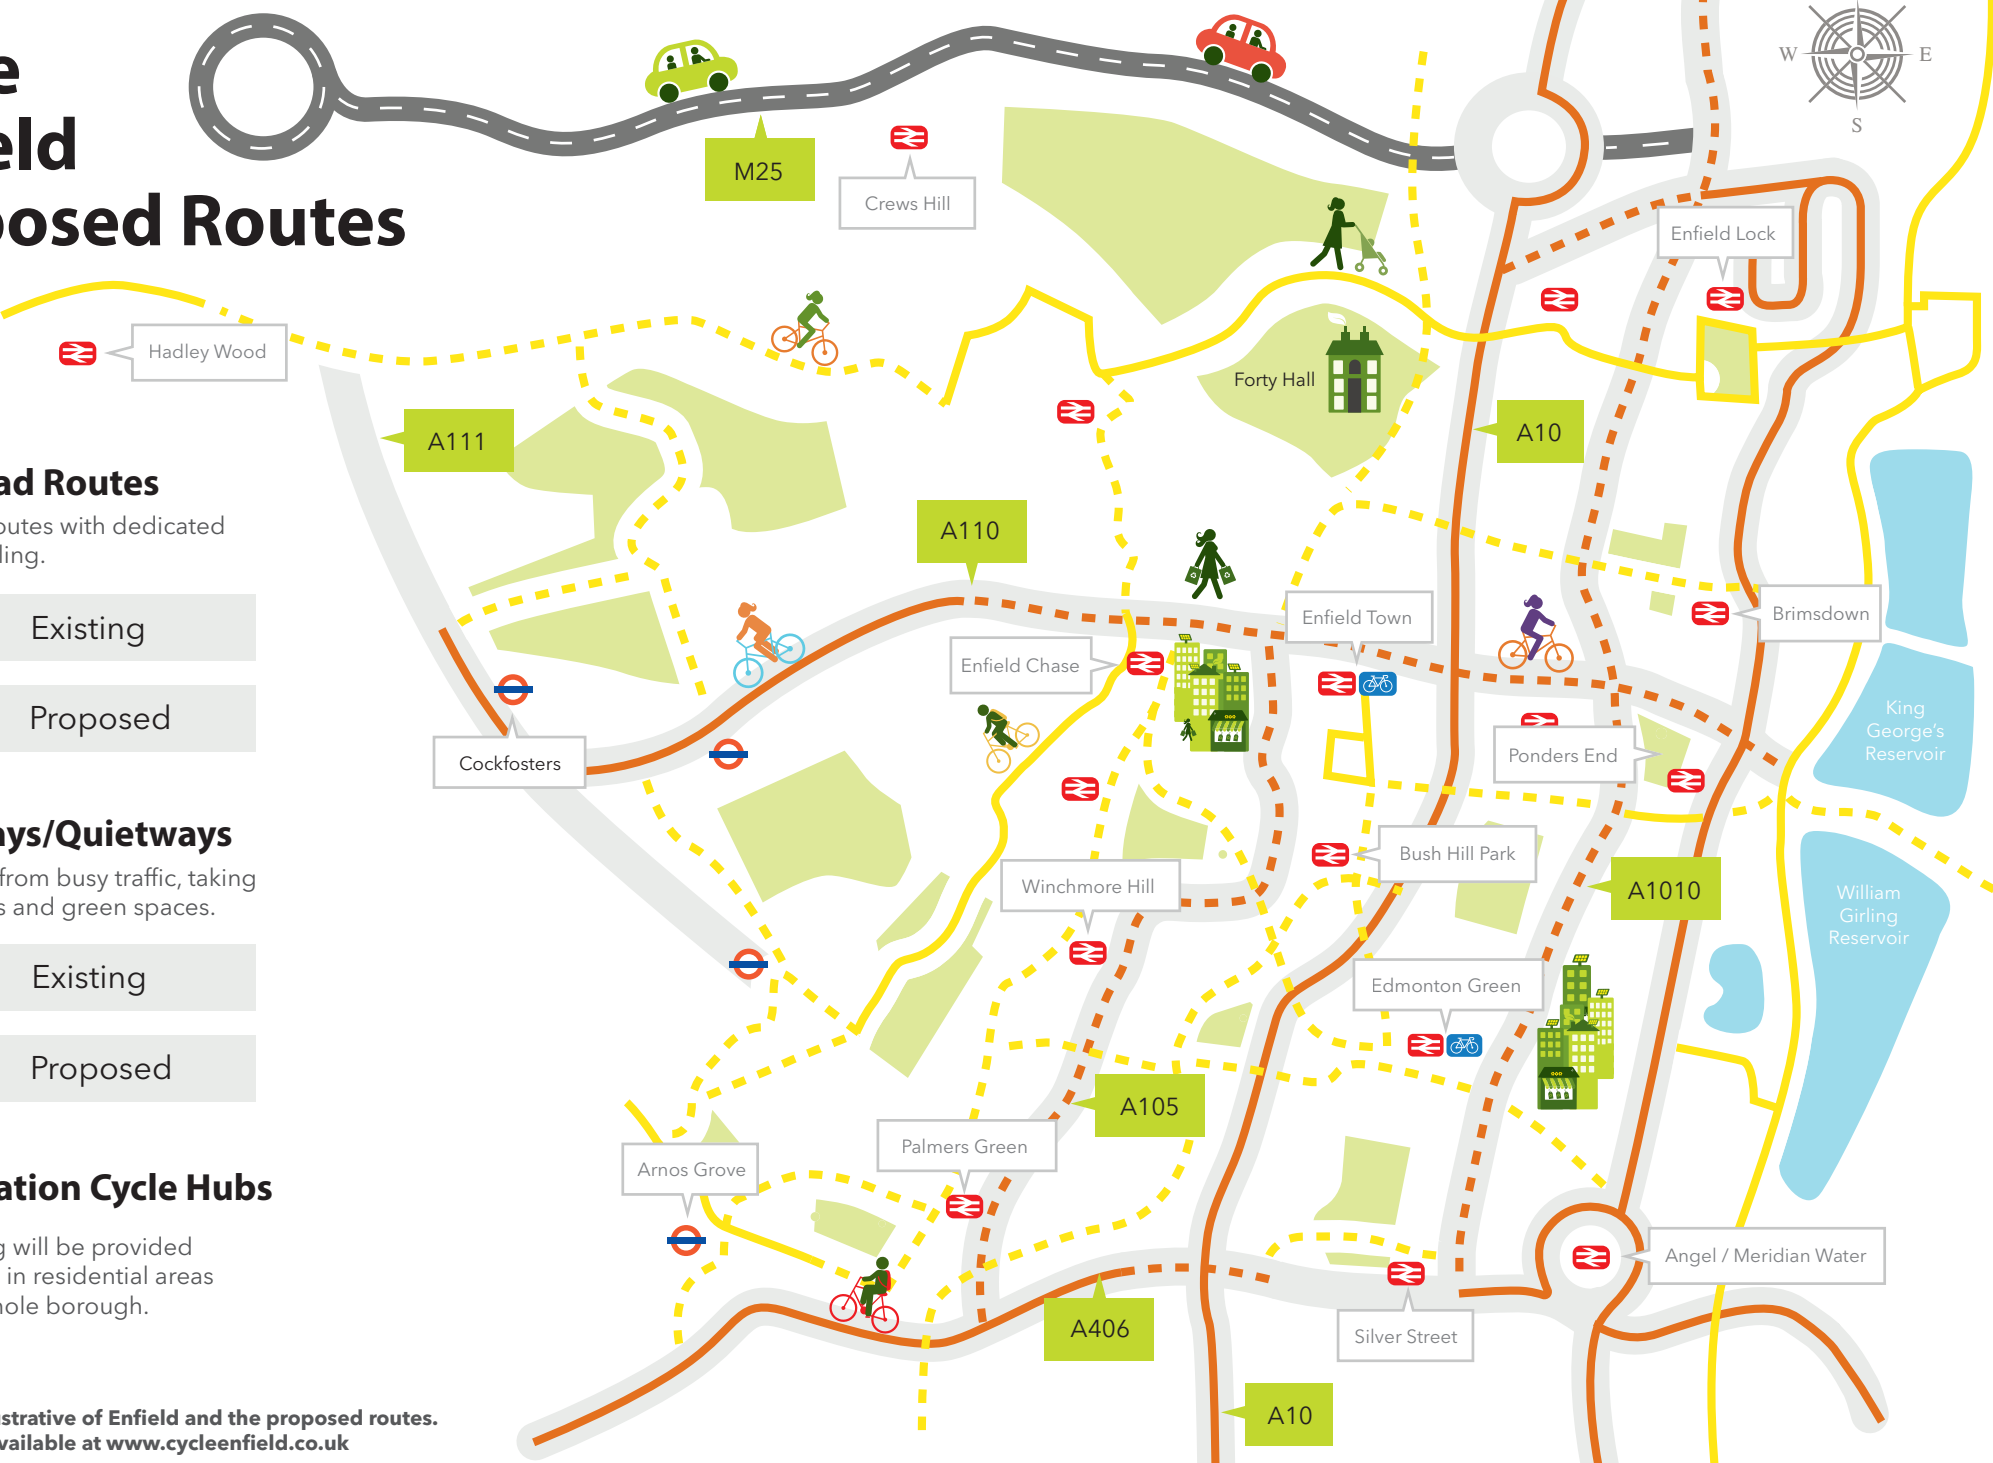 e
eld
posed Routes
ad Routes
outes with dedicated
ling.
Existing
Proposed
ays/Quietways
from busy traffic, taking
s and green spaces.
Existing
Proposed
ation Cycle Hubs
g will be provided
in residential areas
hole borough.
ustrative of Enfield and the proposed routes.
vailable at www.cycleenfield.co.uk
W
E
S
M25
Crews Hill
Enfield Lock
Hadley Wood
Forty Hall
A111
A10
A110
Enfield Town
Brimsdown
Enfield Chase
King
George's
Reservoir
Cockfosters
Ponders End
Bush Hill Park
Winchmore Hill
A1010
William
Girling
Reservoir
Edmonton Green
A105
Palmers Green
Arnos Grove
Angel / Meridian Water
A406
Silver Street
A10